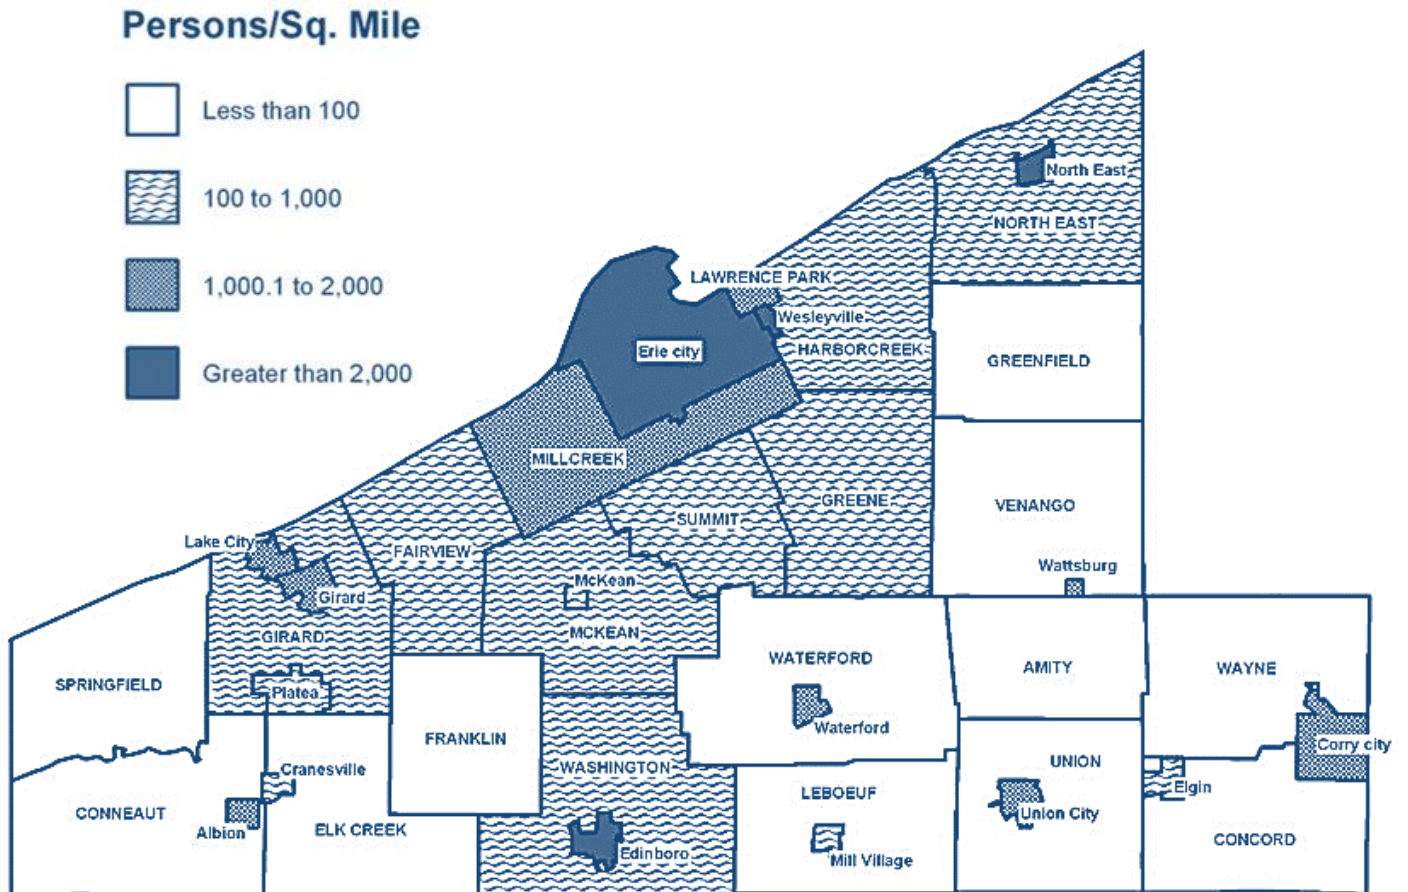 Persons/Sq. Mile
Less than 100
100 to 1,000
1,000.1 to 2,000
Greater than 2,000
North East
NORTH EAST
LAWRENCE PARK
Wesleyville
Erie city
HARBORCREEK
GREENFIELD
MILLCREEK
GREENE
VENANGO
SUMMIT
Lake City
FAIRVIEW
Wattsburg
McKean
Girard
MCKEAN
GIRARD
WATERFORD
AMITY
WAYNE
SPRINGFIELD
Platea
Waterford
FRANKLIN
Corry city
UNION
WASHINGTON
Cranesville
Elgin
LEBOEUF
CONNEAUT
Union City
Albion
ELK CREEK
CONCORD
Edinboro
Mill Village